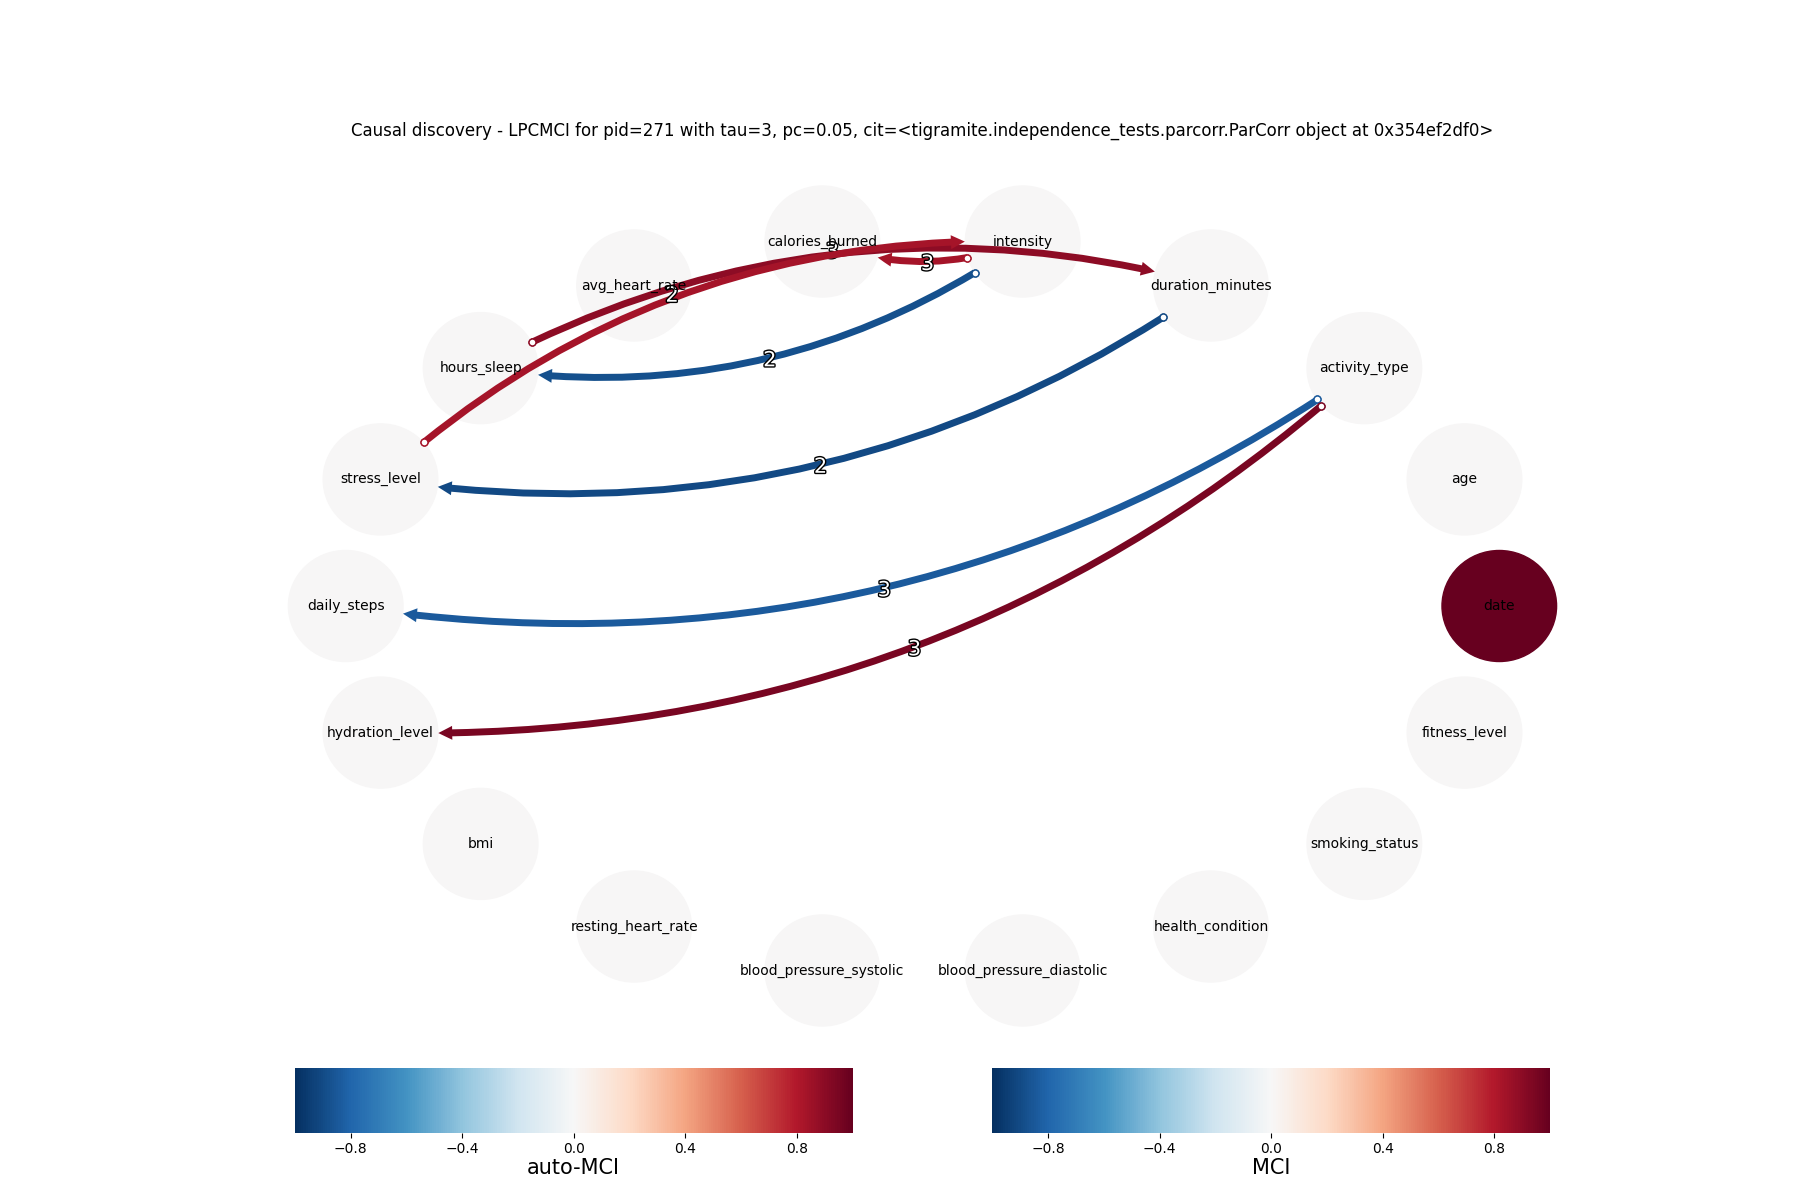 Causal discovery - LPCMCI for pid=271 with tau=3, pc=0.05, cit=<tigramite.independence_tests.parcorr.ParCorr object at 0x354ef2df0>
calories_burned
intensity
3
3
avg_heart_rate
duration_minutes
2
hours_sleep
2
activity_type
stress_level
2
age
daily_steps
3
date
3
hydration_level
fitness_level
bmi
smoking_status
resting_heart_rate
health_condition
blood_pressure_systolic
blood_pressure_diastolic
−0.8 −0.4 0.0 0.4 0.8
auto-MCI
−0.8 −0.4 0.0 0.4 0.8
MCI